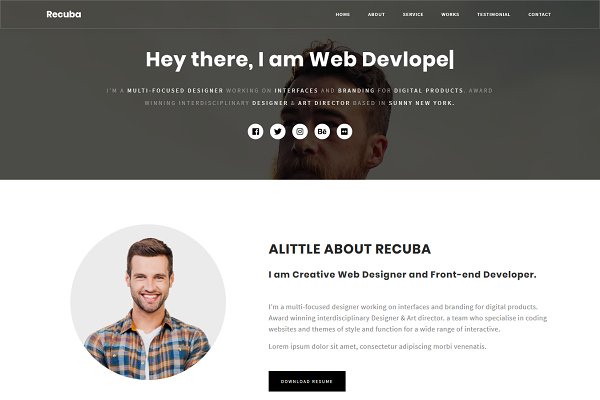 Recuba
HOME ABOUT SERVICE WORKS TESTIMONIAL CONTACT
Hey there, I am Web Devlope|
I'M A MULTI-FOCUSED DESIGNER WORKING ON INTERFACES AND BRANDING FOR DIGITAL PRODUCTS. AWARD
WINNING INTERDISCIPLINARY DESIGNER & ART DIRECTOR BASED IN SUNNY NEW YORK.
Bē
ALITTLE ABOUT RECUBA
I am Creative Web Designer and Front-end Developer.
I'm a multi-focused designer working on interfaces and branding for digital products.
Award winning interdisciplinary Designer & Art director. a team who specialise in coding
websites and themes of style and function for a wide range of interactive.
Lorem ipsum dolor sit amet, consectetur adipiscing morbi venenatis.
DOWNLOAD RESUME